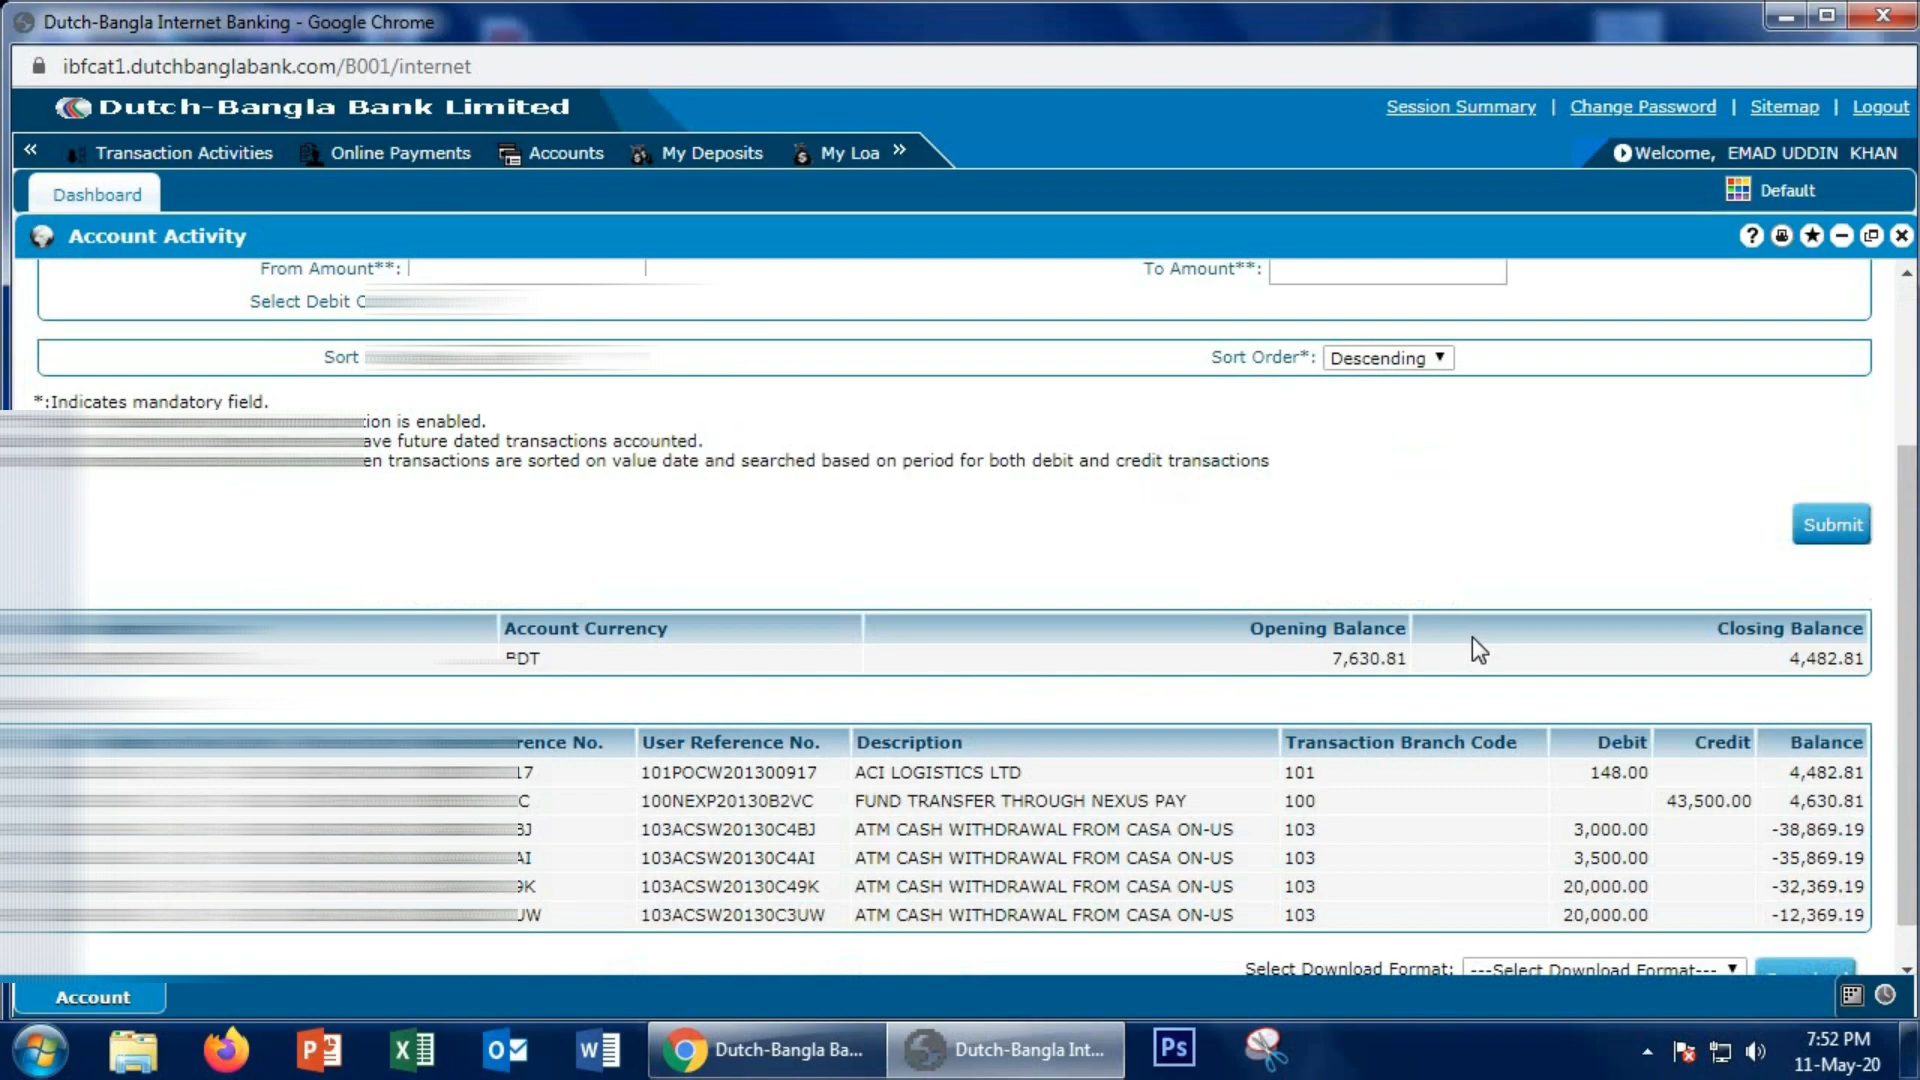 Dutch-Bangla Internet Banking - Google Chrome
ibfcat1.dutchbanglabank.com/B001/internet
Dutch-Bangla Bank Limited
Session Summary | Change Password | Sitemap | Logout
« Transaction Activities Online Payments Accounts My Deposits My Loa »
Welcome, EMAD UDDIN KHAN
Dashboard
Default
Account Activity
From Amount**: To Amount**:
Select Debit
Sort Sort Order*: Descending
*:Indicates mandatory field.
is enabled.
future dated transactions accounted.
transactions are sorted on value date and searched based on period for both debit and credit transactions
Submit
Account Currency Opening Balance Closing Balance
BDT 7,630.81 4,482.81
rence No. User Reference No. Description Transaction Branch Code Debit Credit Balance
17 101POCW201300917 ACI LOGISTICS LTD 101 148.00 4,482.81
C 100NEXP20130B2VC FUND TRANSFER THROUGH NEXUS PAY 100 43,500.00 4,630.81
BJ 103ACSW20130C4BJ ATM CASH WITHDRAWAL FROM CASA ON-US 103 3,000.00 -38,869.19
AI 103ACSW20130C4AI ATM CASH WITHDRAWAL FROM CASA ON-US 103 3,500.00 -35,869.19
9K 103ACSW20130C49K ATM CASH WITHDRAWAL FROM CASA ON-US 103 20,000.00 -32,369.19
UW 103ACSW20130C3UW ATM CASH WITHDRAWAL FROM CASA ON-US 103 20,000.00 -12,369.19
Select Download Format: ---Select Download Format---
Account
Dutch-Bangla Ba... Dutch-Bangla Int... Ps
7:52 PM
11-May-20